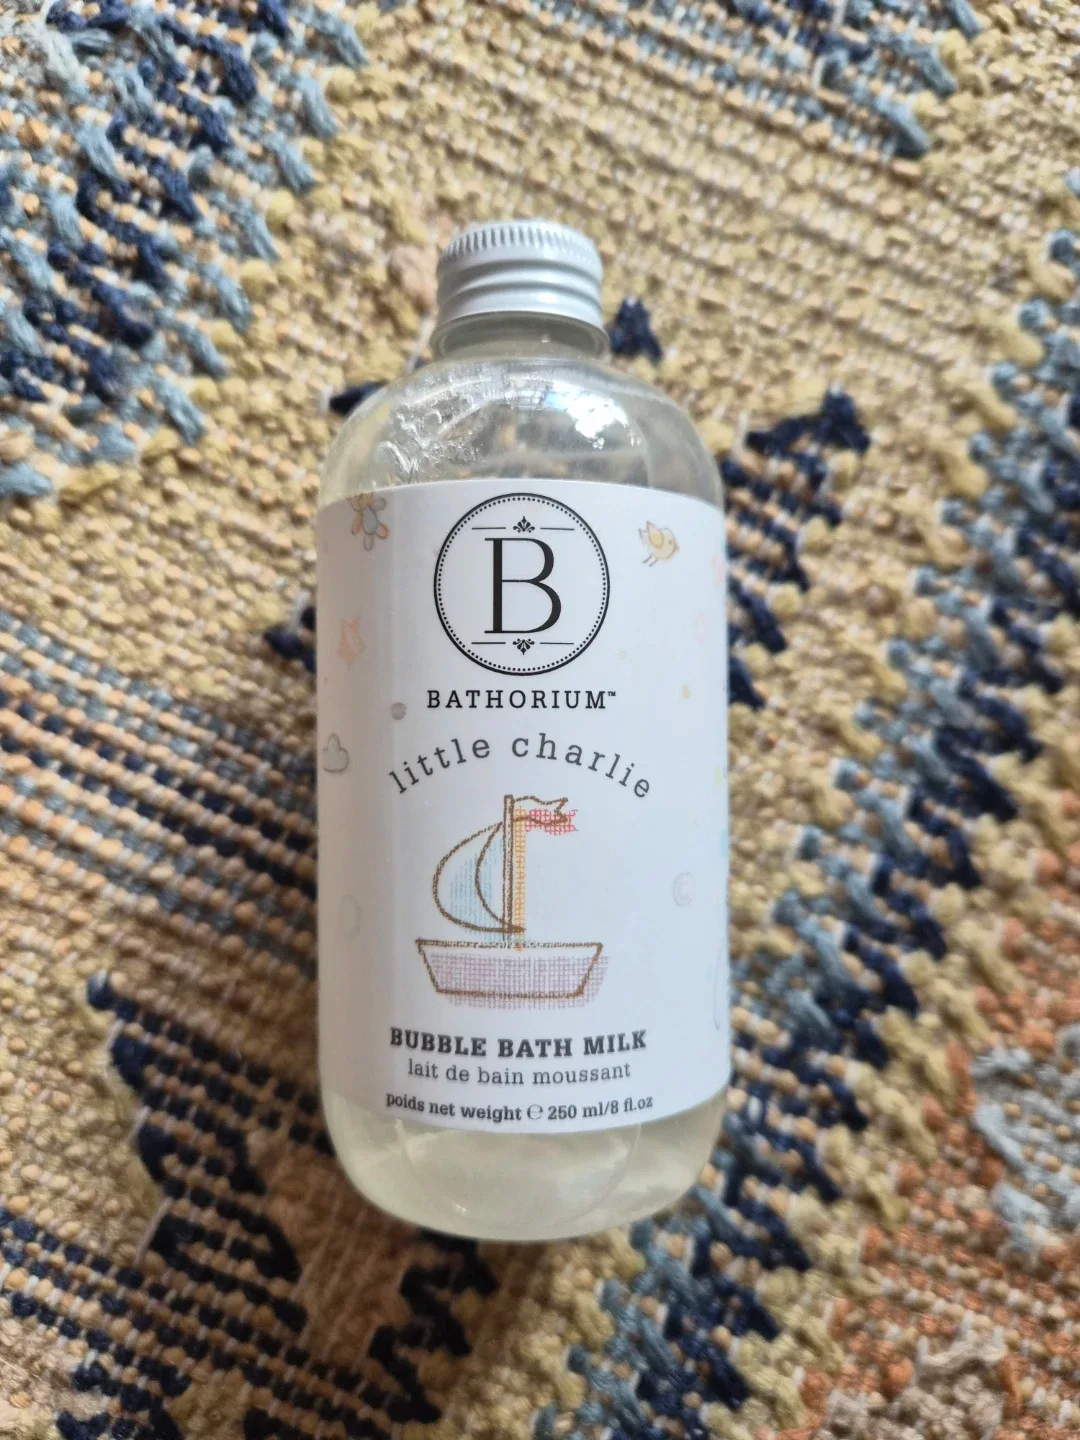 B
BATHORIUM™
little charlie
BUBBLE BATH MILK
lait de bain moussant
poids net weight ℮ 250 ml/8 fl.oz